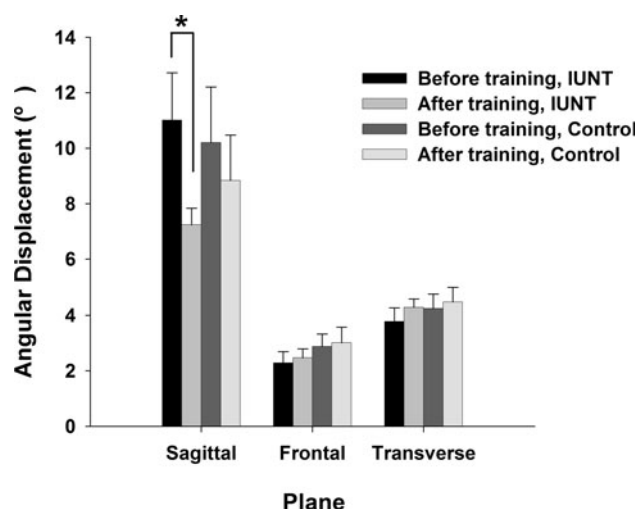 *
14
12
10
8
6
4
2
0
Angular Displacement (º)
Before training, IUNT
After training, IUNT
Before training, Control
After training, Control
Sagittal Frontal Transverse
Plane